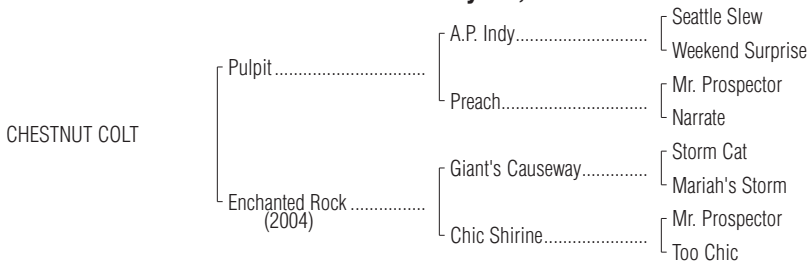 Seattle Slew
A.P. Indy..............................
Weekend Surprise
Pulpit...............................
Mr. Prospector
Preach..............................
Narrate
CHESTNUT COLT
Storm Cat
Giant's Causeway..............
Mariah's Storm
Enchanted Rock................
(2004)
Mr. Prospector
Chic Shirine......................
Too Chic